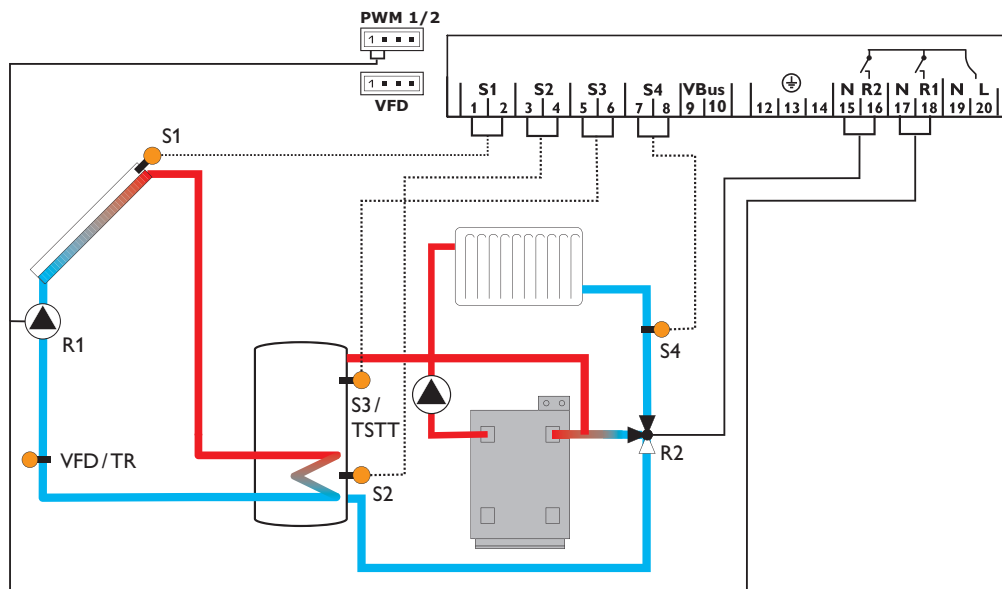 PWM 1/2
1
1
VFD
S1 S2 S3 S4 VBus N R2 N R1 N L
1 2 3 4 5 6 7 8 9 10 12 13 14 15 16 17 18 19 20
S1
R1
S4
S3 / TSTT
R2
VFD / TR
S2